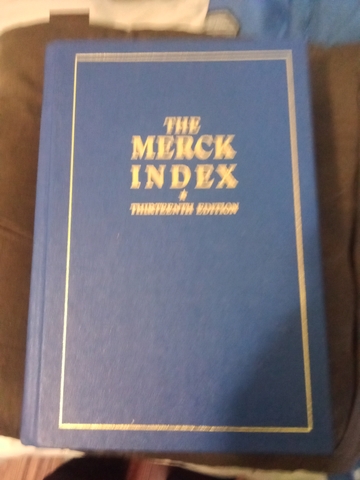 THE
MERCK
INDEX
THIRTEENTH EDITION